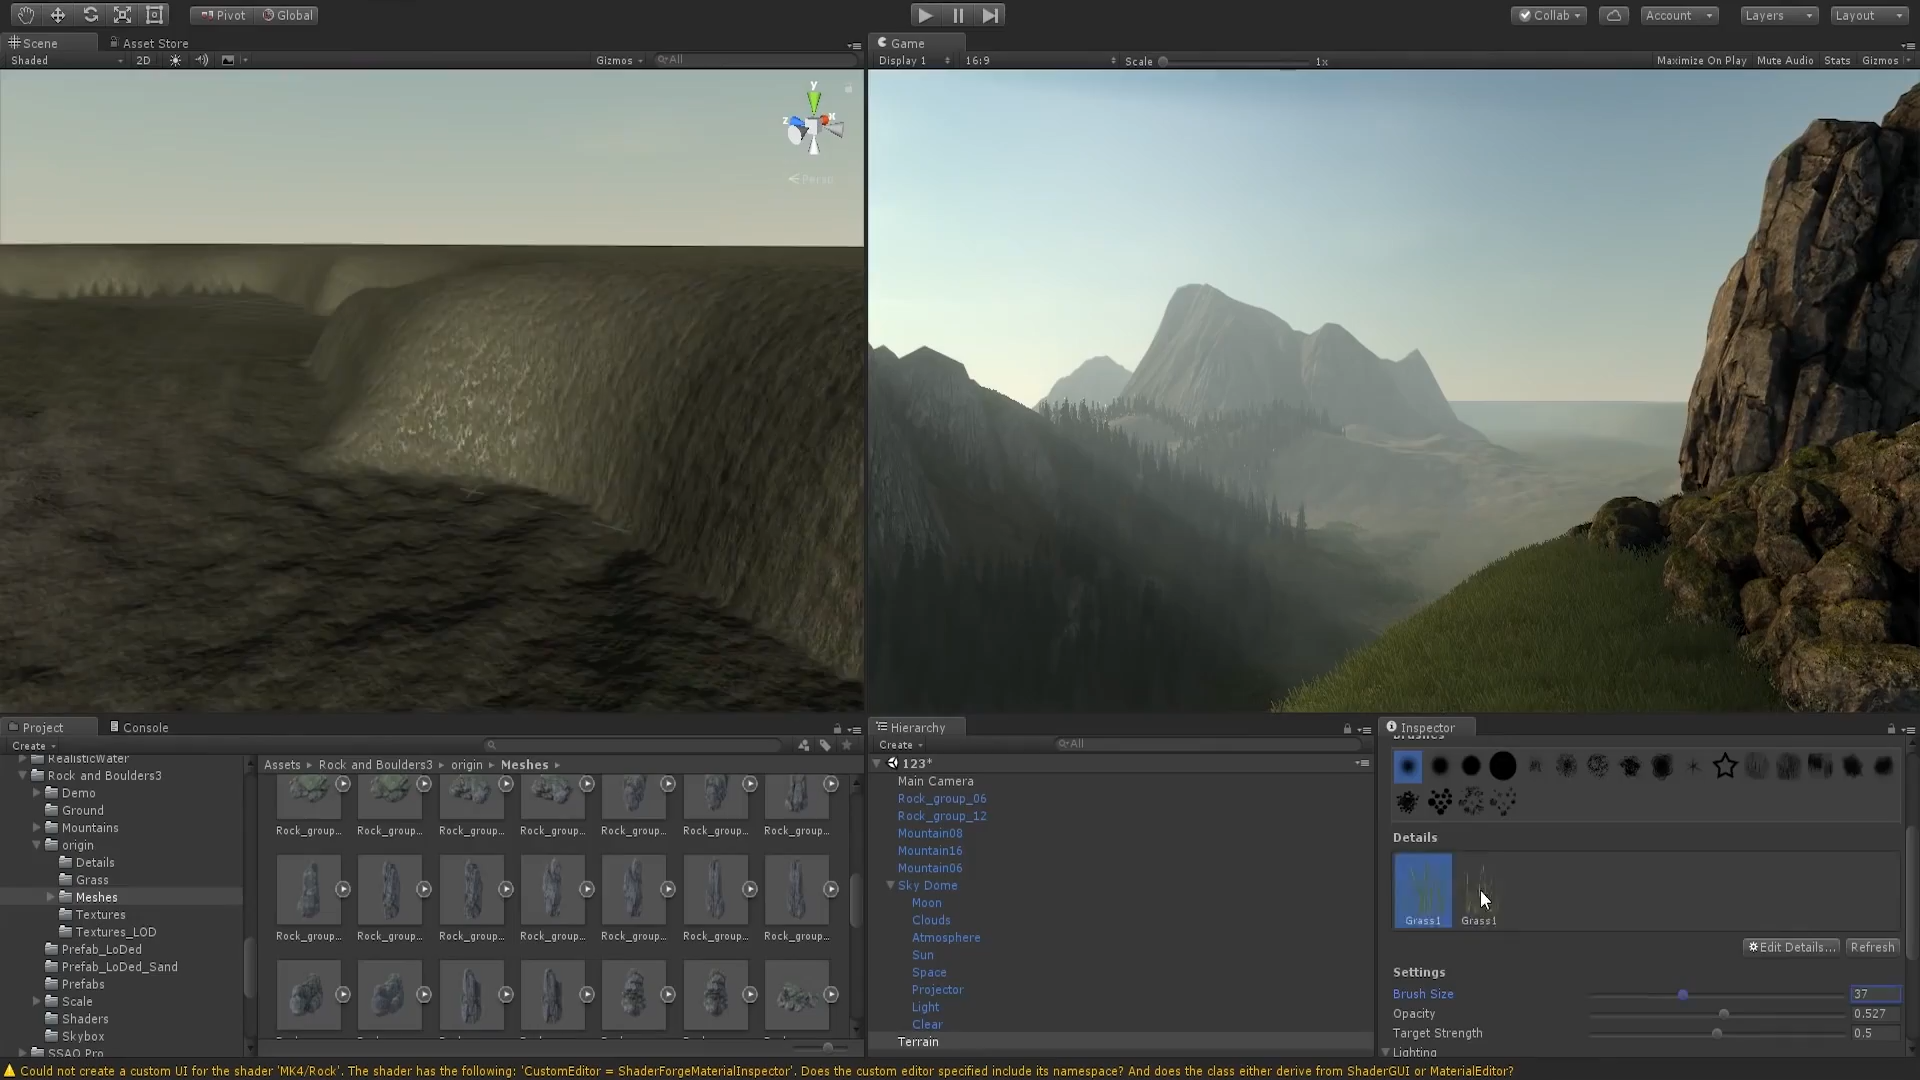 Pivot Global
Collab Account Layers Layout
Scene Asset Store
Shaded 2D Gizmos All
y
z x
Persp
Game
Display 1 16:9 Scale 1x Maximize On Play Mute Audio Stats Gizmos
Project Console
Create
RealisticWater
Rock and Boulders3
Demo
Ground
Mountains
origin
Details
Grass
Meshes
Textures
Textures_LOD
Prefab_LoDed
Prefab_LoDed_Sand
Prefabs
Scale
Shaders
Skybox
SSAO Pro
Assets Rock and Boulders3 origin Meshes
Rock_group... Rock_group... Rock_group... Rock_group... Rock_group... Rock_group... Rock_group...
Rock_group... Rock_group... Rock_group... Rock_group... Rock_group... Rock_group... Rock_group...
Hierarchy
Create All
123*
Main Camera
Rock_group_06
Rock_group_12
Mountain08
Mountain16
Mountain06
Sky Dome
Moon
Clouds
Atmosphere
Sun
Space
Projector
Light
Clear
Terrain
Inspector
Brushes
Details
Grass1 Grass1
Edit Details... Refresh
Settings
Brush Size 37
Opacity 0.527
Target Strength 0.5
Lighting
Could not create a custom UI for the shader 'MK4/Rock'. The shader has the following: 'CustomEditor = ShaderForgeMaterialInspector'. Does the custom editor specified include its namespace? And does the class either derive from ShaderGUI or MaterialEditor?